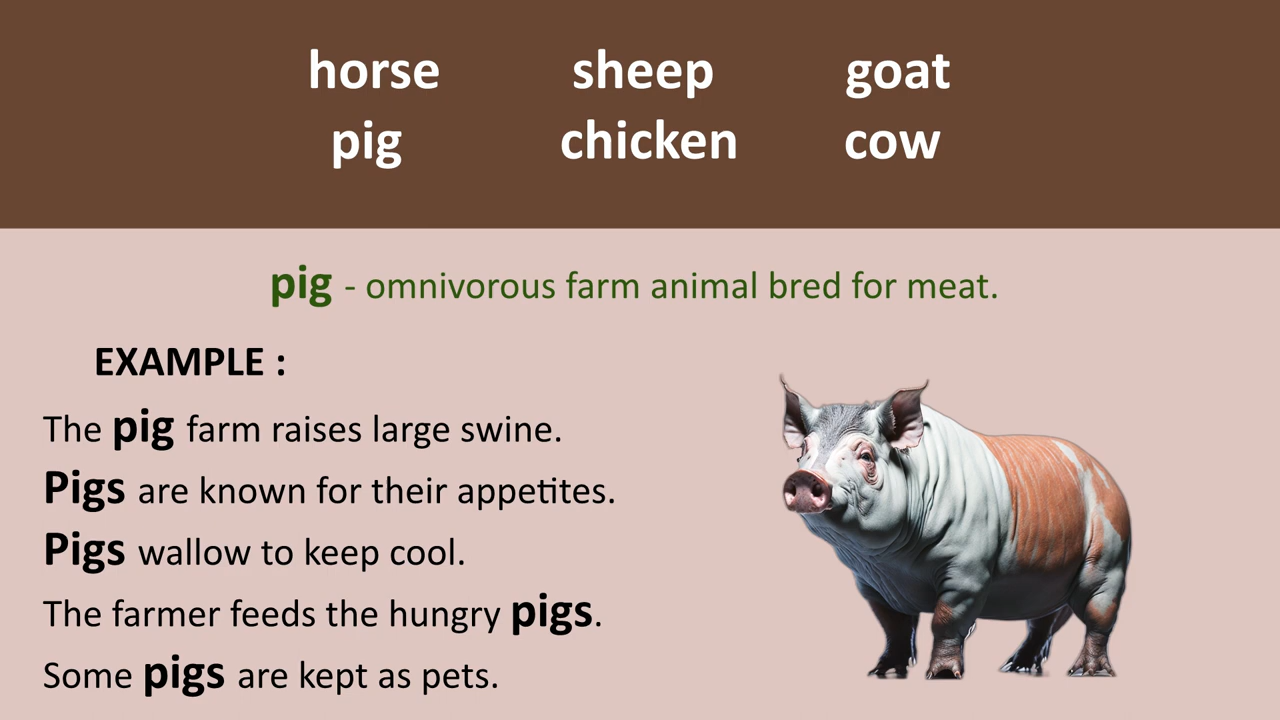 horse sheep goat
pig chicken cow
pig - omnivorous farm animal bred for meat.
EXAMPLE :
The pig farm raises large swine.
Pigs are known for their appetites.
Pigs wallow to keep cool.
The farmer feeds the hungry pigs.
Some pigs are kept as pets.